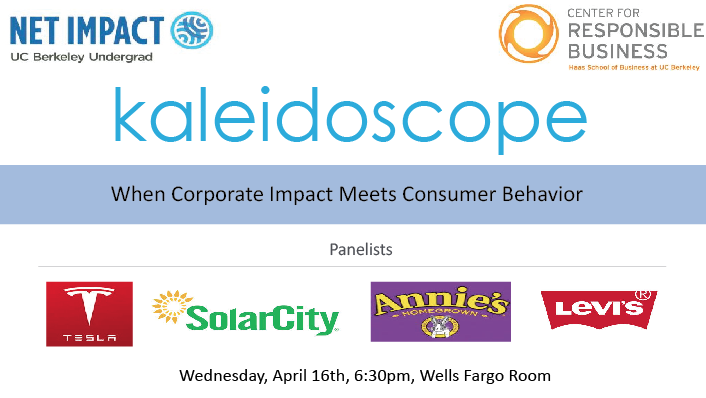 NET IMPACT
UC Berkeley Undergrad
CENTER FOR
RESPONSIBLE
BUSINESS
Haas School of Business at UC Berkeley
kaleidoscope
When Corporate Impact Meets Consumer Behavior
Panelists
TESLA
SolarCity
Annie's
HOMEGROWN
LEVI'S®
Wednesday, April 16th, 6:30pm, Wells Fargo Room